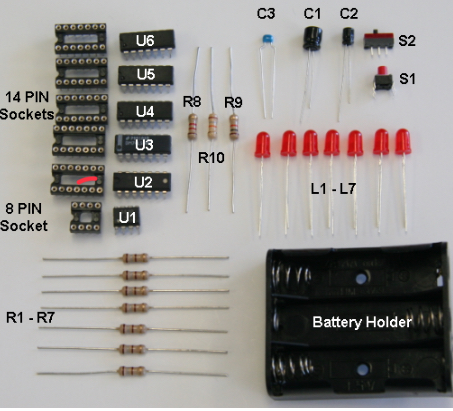 C3 C1 C2
S2
U6
U5
S1
14 PIN
Sockets
U4
R8 R9
U3
R10
U2
L1 - L7
8 PIN
Socket
U1
R1 - R7
Battery Holder